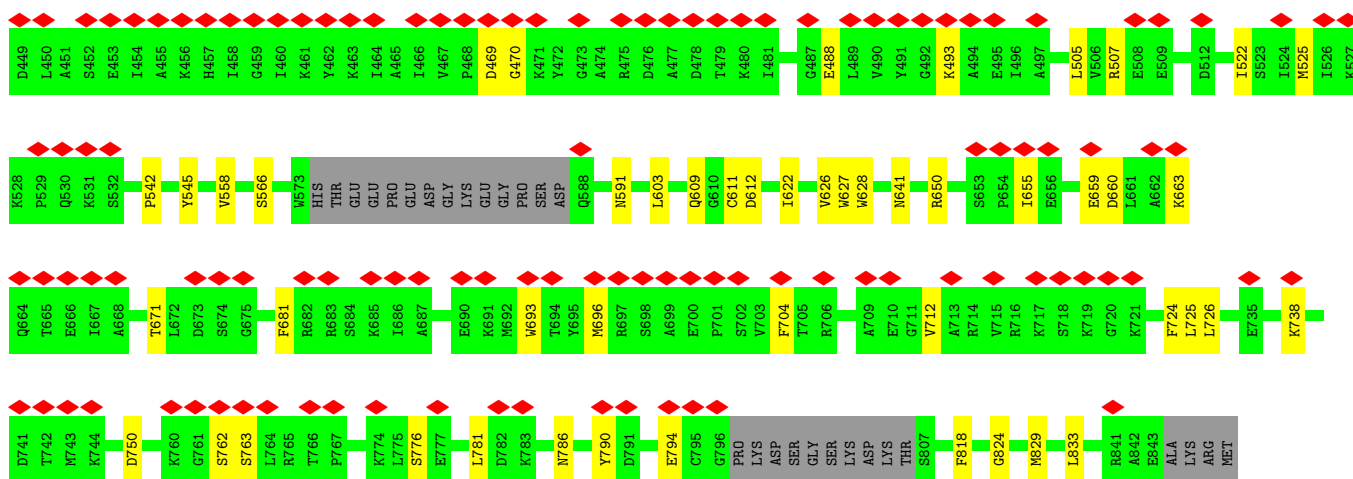 D449 L450 A451 S452 E453 I454 A455 K456 H457 I458 G459 I460 K461 Y462 K463 I464 A465 I466 V467 P468 D469 G470 K471 Y472 G473 A474 R475 D476 A477 D478 T479 K480 I481 G487 E488 L489 V490 Y491 G492 K493 A494 E495 I496 A497 L505 V506 R507 E508 E509 D512 I522 S523 I524 M525 I526 K527
K528 P529 Q530 K531 S532 P542 Y545 V558 S566 W573 HIS THR GLU GLU PRO GLU ASP GLY LYS GLU GLY PRO SER ASP Q588 N591 L603 Q609 G610 C611 D612 I622 V626 W627 W628 N641 R650 S653 P654 I655 E656 E659 D660 L661 A662 K663
Q664 T665 E666 I667 A668 T671 L672 D673 S674 G675 F681 R682 R683 S684 K685 I686 A687 E690 K691 M692 W693 T694 Y695 M696 R697 S698 A699 E700 P701 S702 V703 F704 T705 R706 A709 E710 G711 V712 A713 R714 V715 R716 K717 S718 K719 G720 K721 F724 L725 L726 E735 K738
D741 T742 M743 K744 D750 K760 G761 S762 S763 L764 R765 T766 P767 K774 L775 S776 E777 L781 D782 K783 N786 Y790 D791 E794 C795 G796 PRO LYS ASP SER GLY SER LYS ASP LYS THR S807 F818 G824 M829 L833 R841 A842 E843 ALA LYS ARG MET